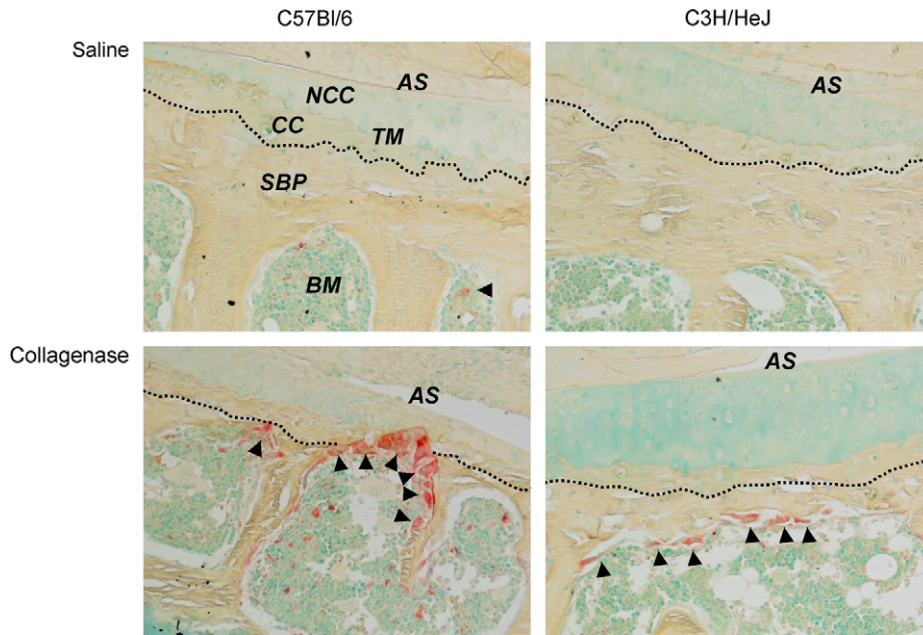 C57Bl/6
C3H/HeJ
Saline
AS
NCC
CC
TM
SBP
BM
AS
Collagenase
AS
AS